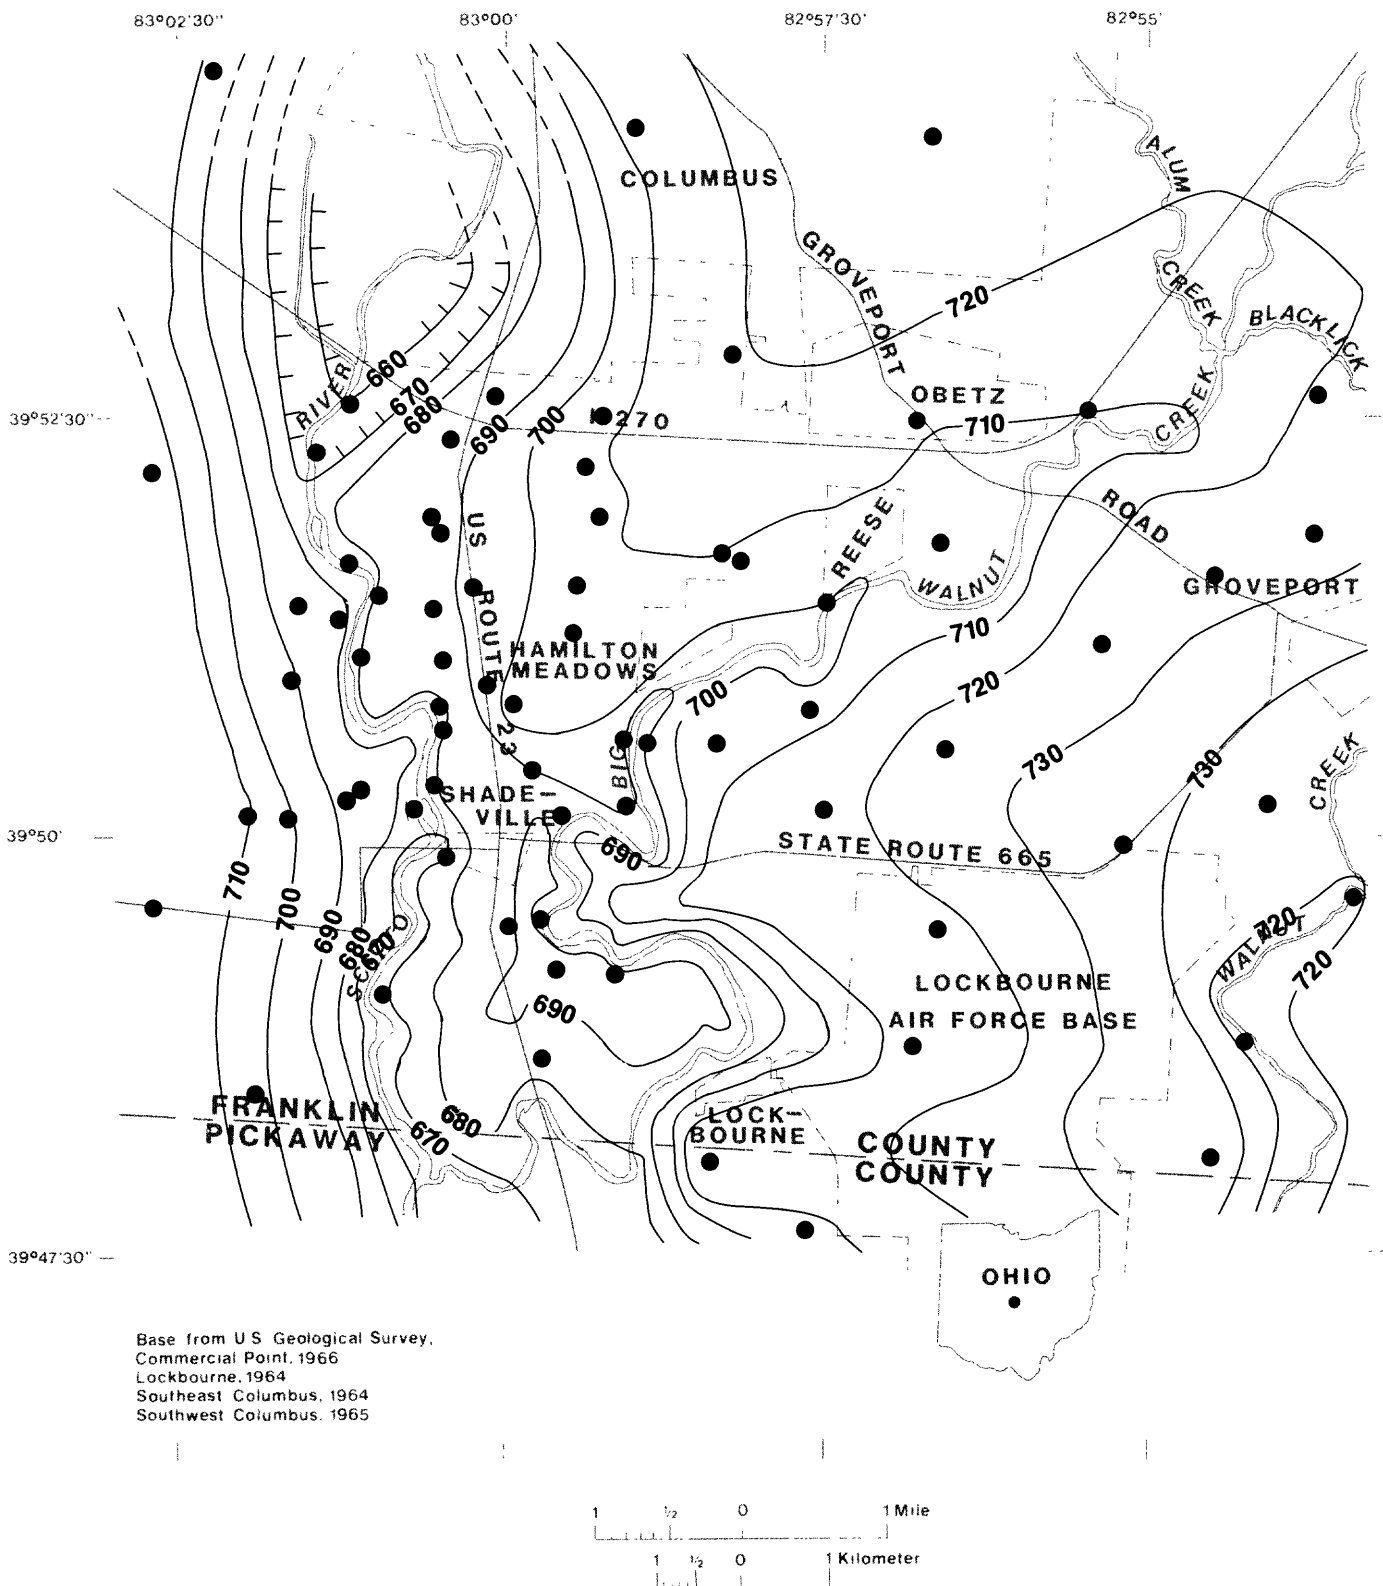 83°02'30" 83°00' 82°57'30" 82°55'
ALUM
COLUMBUS
GROVEPORT
CREEK
720
BLACKLICK
660
RIVER
670
680
OBETZ
CREEK
39°52'30"
690
700
I-270
710
US
REESE
ROAD
WALNUT
GROVEPORT
ROUTE
HAMILTON
MEADOWS
710
700
720
23
BIG
730
730
CREEK
SHADE-
VILLE
39°50'
690
STATE ROUTE 665
710
700
690
680
670
SCIOTO
720
WALNUT
720
LOCKBOURNE
AIR FORCE BASE
690
FRANKLIN
PICKAWAY
680
670
LOCK-
BOURNE
COUNTY
COUNTY
39°47'30"
OHIO
Base from U S Geological Survey,
Commercial Point, 1966
Lockbourne, 1964
Southeast Columbus, 1964
Southwest Columbus. 1965
1 ½ 0 1 Mile
1 ½ 0 1 Kilometer